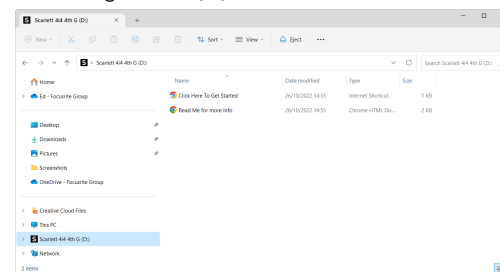 Scarlett 4i4 4th G (D:)
New
Sort
View
Eject
Scarlett 4i4 4th G (D:)
Search Scarlett 4i4 4th G (D:)
Home
Ed - Focusrite Group
Desktop
Downloads
Pictures
Screenshots
OneDrive - Focusrite Group
Creative Cloud Files
This PC
Scarlett 4i4 4th G (D:)
Network
Name Date modified Type Size
Click Here To Get Started 26/10/2022 14:55 Internet Shortcut 1 KB
Read Me for more Info 26/10/2022 14:55 Chrome HTML Do... 2 KB
2 items